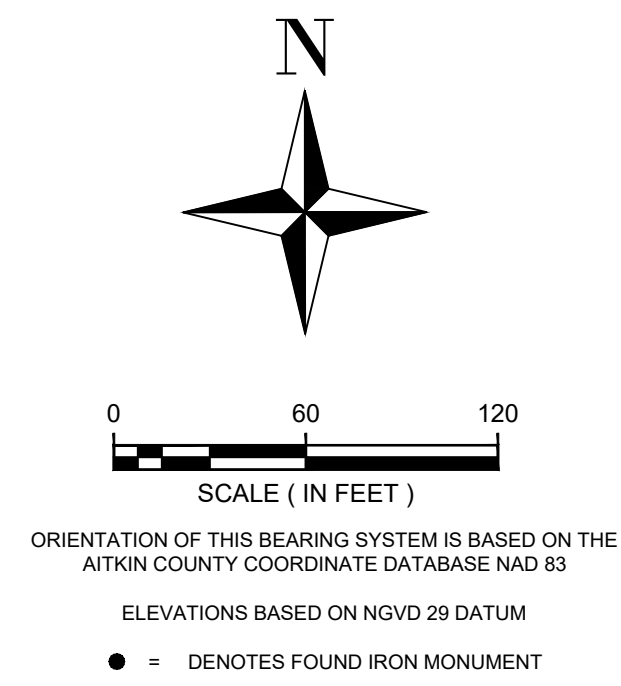 N
0 60 120
SCALE ( IN FEET )
ORIENTATION OF THIS BEARING SYSTEM IS BASED ON THE
AITKIN COUNTY COORDINATE DATABASE NAD 83
ELEVATIONS BASED ON NGVD 29 DATUM
= DENOTES FOUND IRON MONUMENT